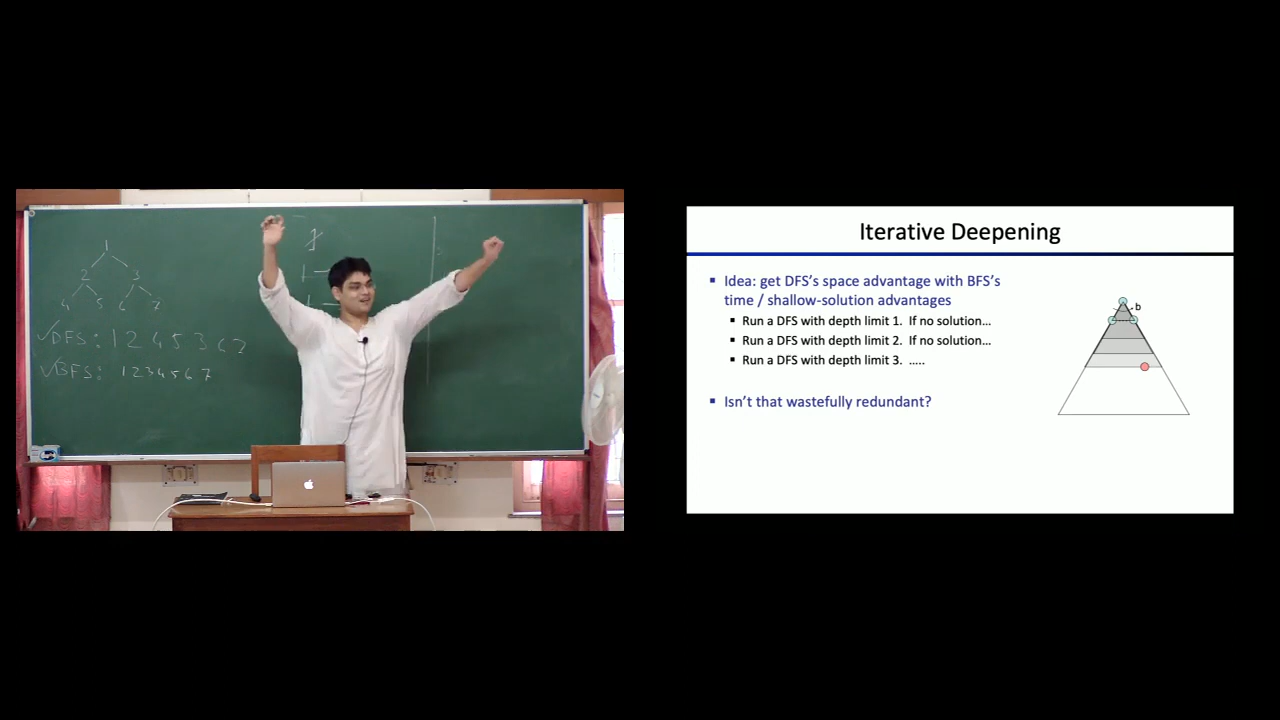 1
2 3
4 5 6 7
DFS: 1 2 4 5 3 6 7
BFS: 1 2 3 4 5 6 7
Iterative Deepening
Idea: get DFS's space advantage with BFS's
time / shallow-solution advantages
Run a DFS with depth limit 1. If no solution...
Run a DFS with depth limit 2. If no solution...
Run a DFS with depth limit 3. .....
Isn't that wastefully redundant?
b